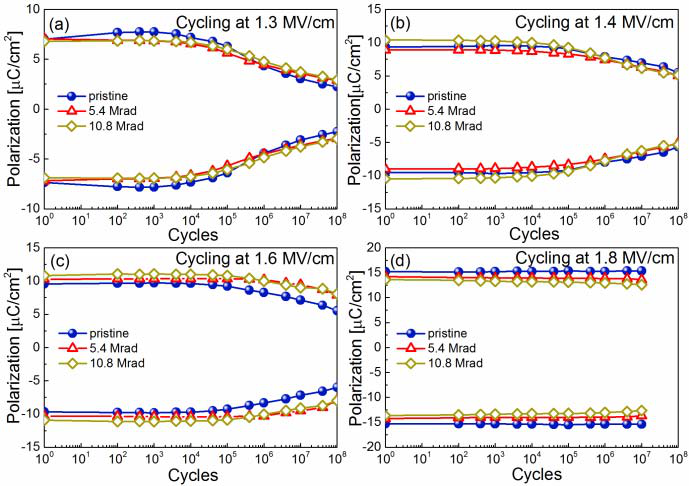 (a) Cycling at 1.3 MV/cm
Polarization [μC/cm²]
10
5
0
-5
-10
pristine
5.4 Mrad
10.8 Mrad
10⁰ 10¹ 10² 10³ 10⁴ 10⁵ 10⁶ 10⁷ 10⁸
Cycles
(b) Cycling at 1.4 MV/cm
Polarization [μC/cm²]
15
10
5
0
-5
-10
-15
pristine
5.4 Mrad
10.8 Mrad
10⁰ 10¹ 10² 10³ 10⁴ 10⁵ 10⁶ 10⁷ 10⁸
Cycles
(c) Cycling at 1.6 MV/cm
Polarization [μC/cm²]
15
10
5
0
-5
-10
-15
pristine
5.4 Mrad
10.8 Mrad
10⁰ 10¹ 10² 10³ 10⁴ 10⁵ 10⁶ 10⁷ 10⁸
Cycles
(d) Cycling at 1.8 MV/cm
Polarization[μC/cm²]
20
15
10
5
0
-5
-10
-15
-20
pristine
5.4 Mrad
10.8 Mrad
10⁰ 10¹ 10² 10³ 10⁴ 10⁵ 10⁶ 10⁷ 10⁸
Cycles